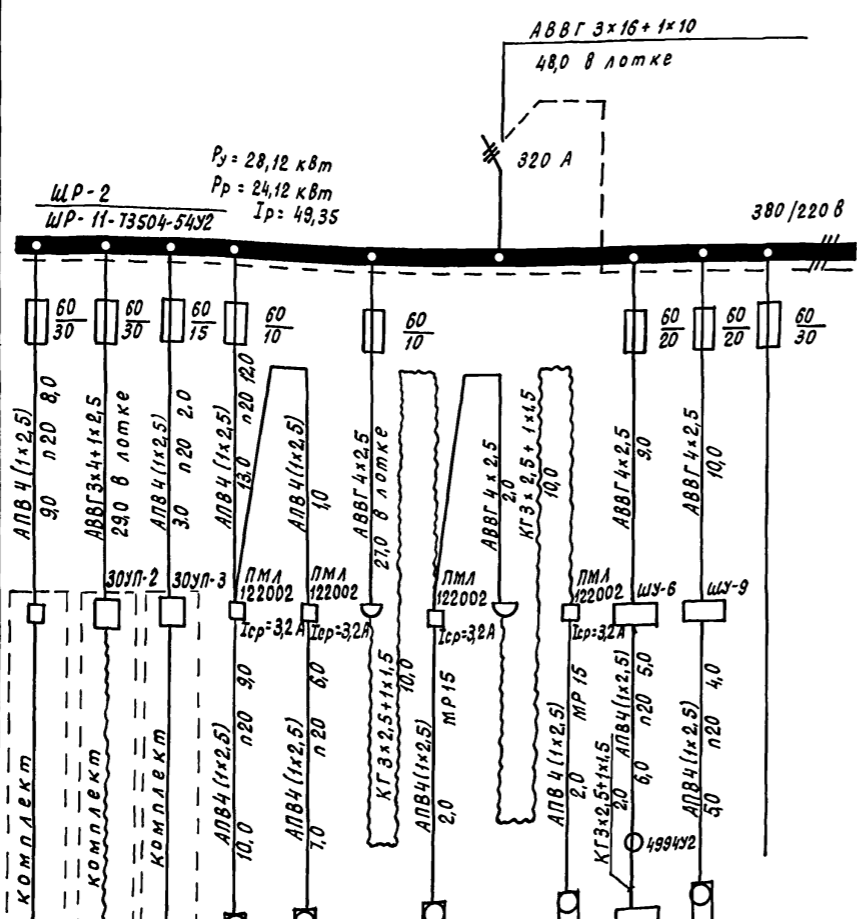 АВВГ 3×16+1×10
48,0 в лотке
320 А
Ру = 28,12 кВт
Рр = 24,12 кВт
Iр = 49,35
ШР-2
ШР-11-73504-54У2
380/220 в
60/30
60/30
60/15
60/10
60/10
60/20
60/20
60/30
АПВ 4(1×2,5) п20 8,0
9,0
АВВГ 3×4+1×2,5
29,0 в лотке
АПВ 4(1×2,5) п20 2,0
3,0
АПВ 4(1×2,5) п20 12,0
13,0
АПВ 4(1×2,5)
1,0
АВВГ 4×2,5
27,0 в лотке
АВВГ 4×2,5
2,0
КГ 3×2,5+1×1,5
10,0
АВВГ 4×2,5
9,0
АВВГ 4×2,5
10,0
ЗОУП-2
ЗОУП-3
ПМЛ
122002
Iср=3,2А
ПМЛ
122002
Iср=3,2А
ПМЛ
122002
Iср=3,2А
ПМЛ
122002
Iср=3,2А
ШУ-6
ШУ-9
комплект
комплект
комплект
АПВ4(1×2,5) п20 9,0
10,0
АПВ4(1×2,5) п20 6,0
7,0
КГ 3×2,5+1×1,5
10,0
АПВ4(1×2,5) МР15
2,0
АПВ4(1×2,5) МР15
2,0
КГ3×2,5+1×1,5
2,0
АПВ4(1×2,5) п20 5,0
6,0
АПВ4(1×2,5) п20 4,0
5,0
4994У2